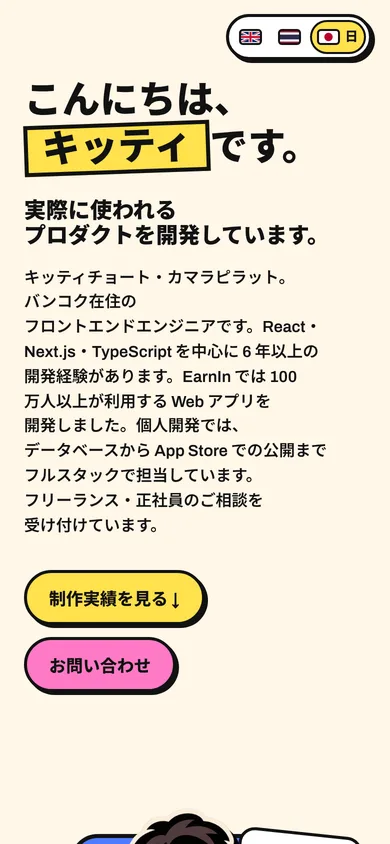 日
こんにちは、
キッティ です。
実際に使われる
プロダクトを開発しています。
キッティチョート・カマラピラット。
バンコク在住の
フロントエンドエンジニアです。React・
Next.js・TypeScript を中心に 6 年以上の
開発経験があります。EarnIn では 100
万人以上が利用する Web アプリを
開発しました。個人開発では、
データベースから App Store での公開まで
フルスタックで担当しています。
フリーランス・正社員のご相談を
受け付けています。
制作実績を見る↓
お問い合わせ